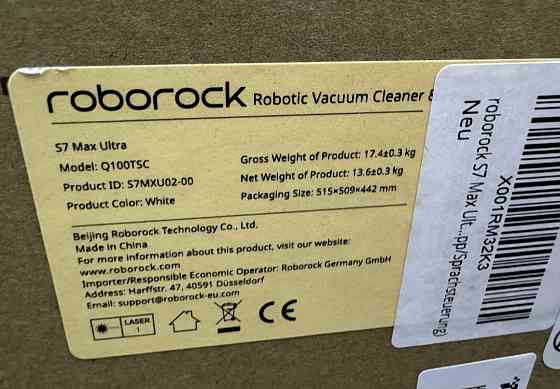 roborock Robotic Vacuum Cleaner &
S7 Max Ultra
Model: Q100TSC
Product ID: S7MXU02-00
Product Color: White
Gross Weight of Product: 17.4±0.3 kg
Net Weight of Product: 13.6±0.3 kg
Packaging Size: 515×509×442 mm
Beijing Roborock Technology Co., Ltd.
Made in China
For more information about this product, visit our website:
www.roborock.com
Importer/Responsible Economic Operator: Roborock Germany GmbH
Address: Harffstr. 47, 40591 Düsseldorf
Email: support@roborock-eu.com
LASER
1
CE
X001RM32K3
roborock S7 Max Ult...pp/Sprachsteuerung)
Neu